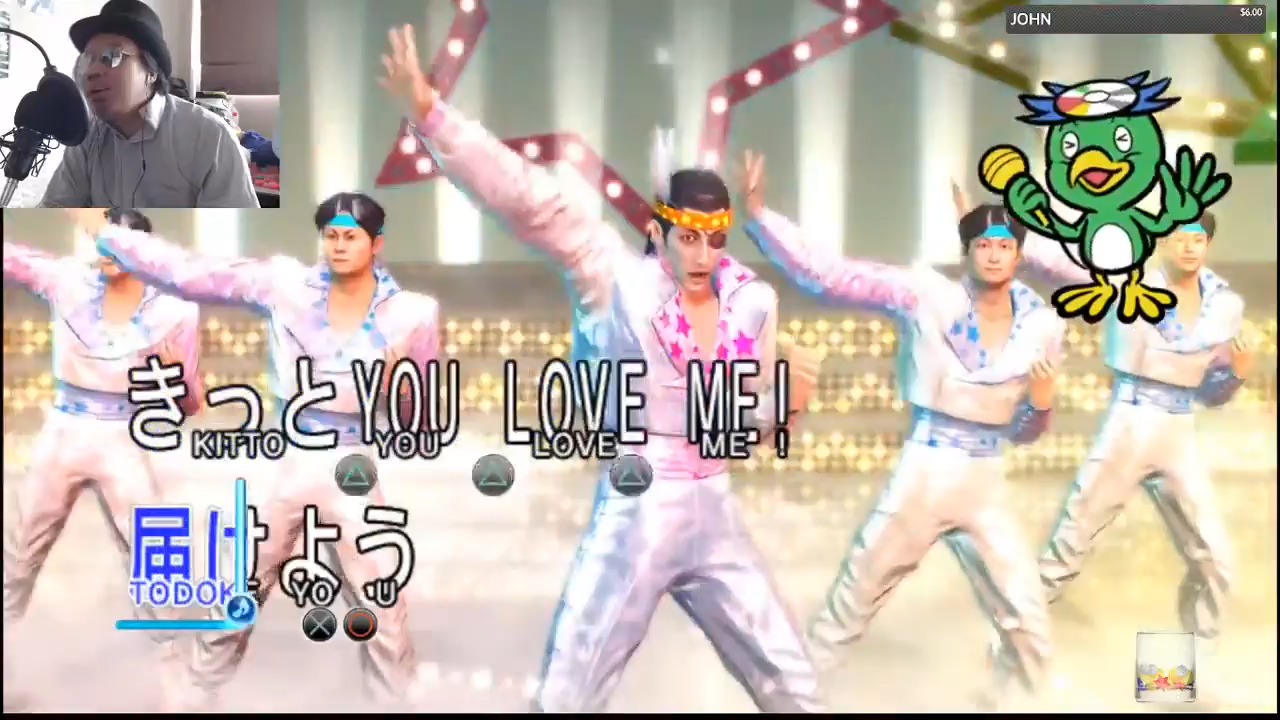 JOHN
$6.00
きっとYOU LOVE ME!
KITTO YOU LOVE ME !
届けよう
TODOKE YO U